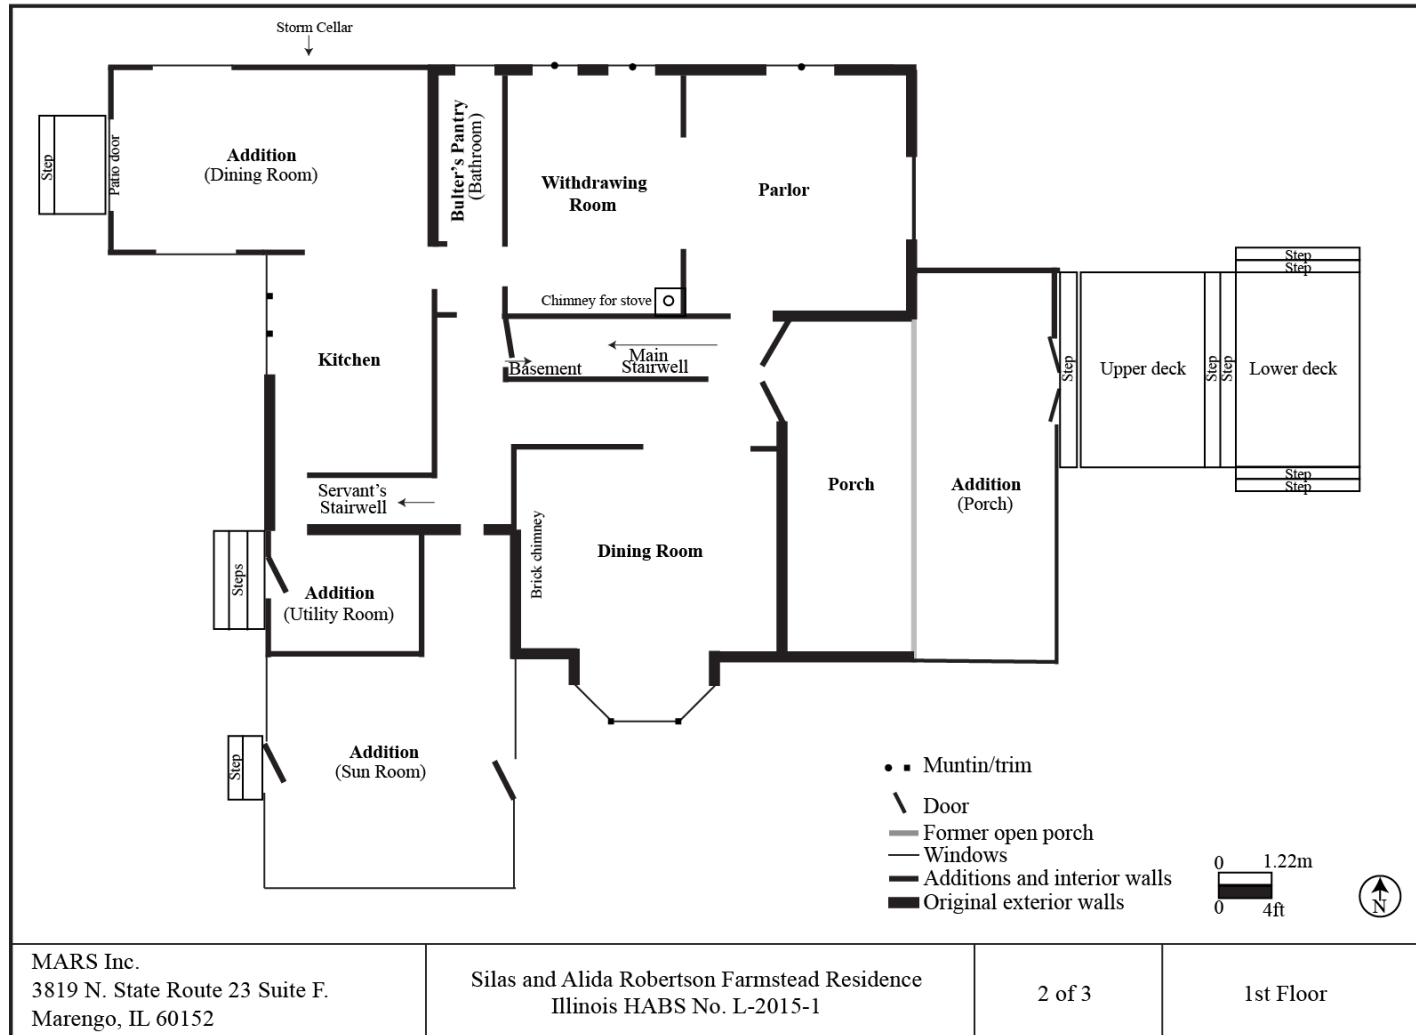 Storm Cellar
Step
Patio door
Addition
(Dining Room)
Bulter's Pantry
(Bathroom)
Withdrawing
Room
Parlor
Chimney for stove
Kitchen
Basement
Main
Stairwell
Step
Upper deck
Step
Step
Lower deck
Step
Step
Step
Step
Servant's
Stairwell
Porch
Addition
(Porch)
Brick chimney
Dining Room
Steps
Addition
(Utility Room)
Step
Addition
(Sun Room)
Muntin/trim
Door
Former open porch
Windows
Additions and interior walls
Original exterior walls
0 1.22m
0 4ft
N
MARS Inc.
3819 N. State Route 23 Suite F.
Marengo, IL 60152
Silas and Alida Robertson Farmstead Residence
Illinois HABS No. L-2015-1
2 of 3
1st Floor